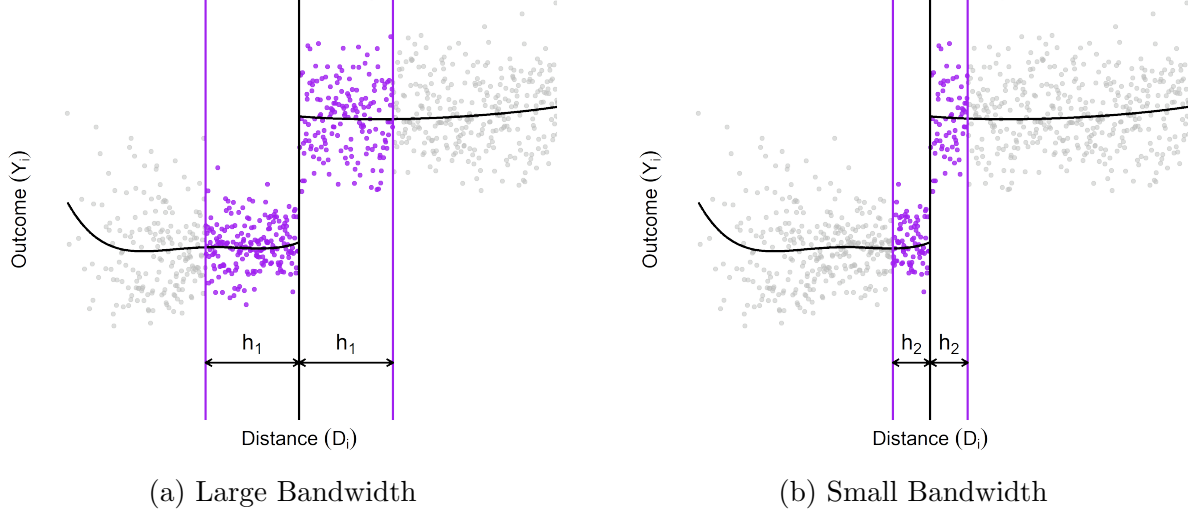 Outcome (Yᵢ)
h₁
h₁
Distance (Dᵢ)
(a) Large Bandwidth
Outcome (Yᵢ)
h₂
h₂
Distance (Dᵢ)
(b) Small Bandwidth